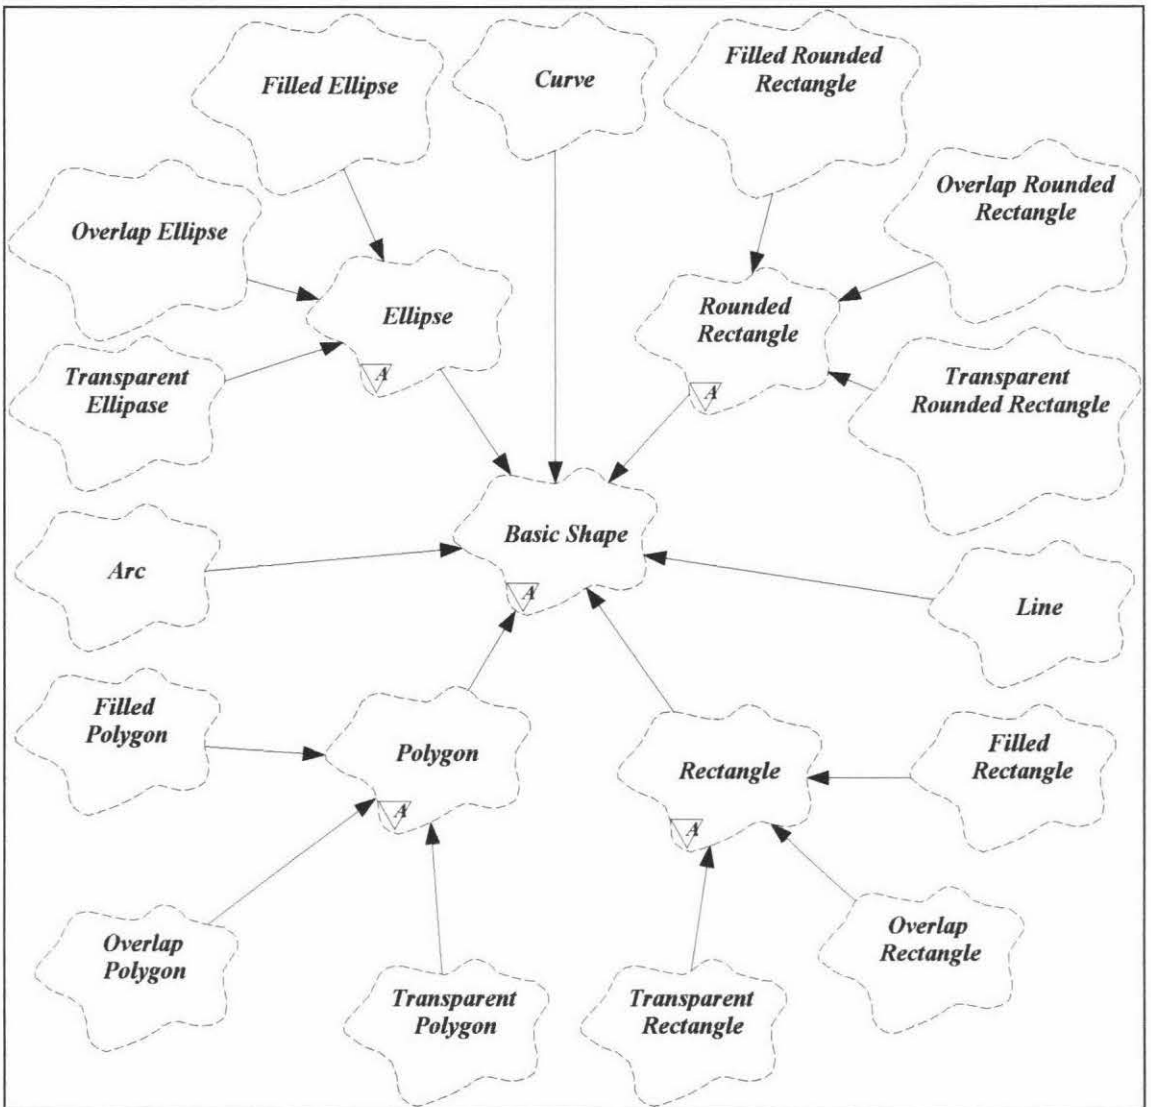 Filled Ellipse
Curve
Filled Rounded
Rectangle
Overlap Ellipse
Overlap Rounded
Rectangle
Ellipse
A
Rounded
Rectangle
A
Transparent
Ellipase
Transparent
Rounded Rectangle
Basic Shape
A
Arc
Line
Filled
Polygon
Polygon
A
Rectangle
A
Filled
Rectangle
Overlap
Polygon
Transparent
Polygon
Transparent
Rectangle
Overlap
Rectangle